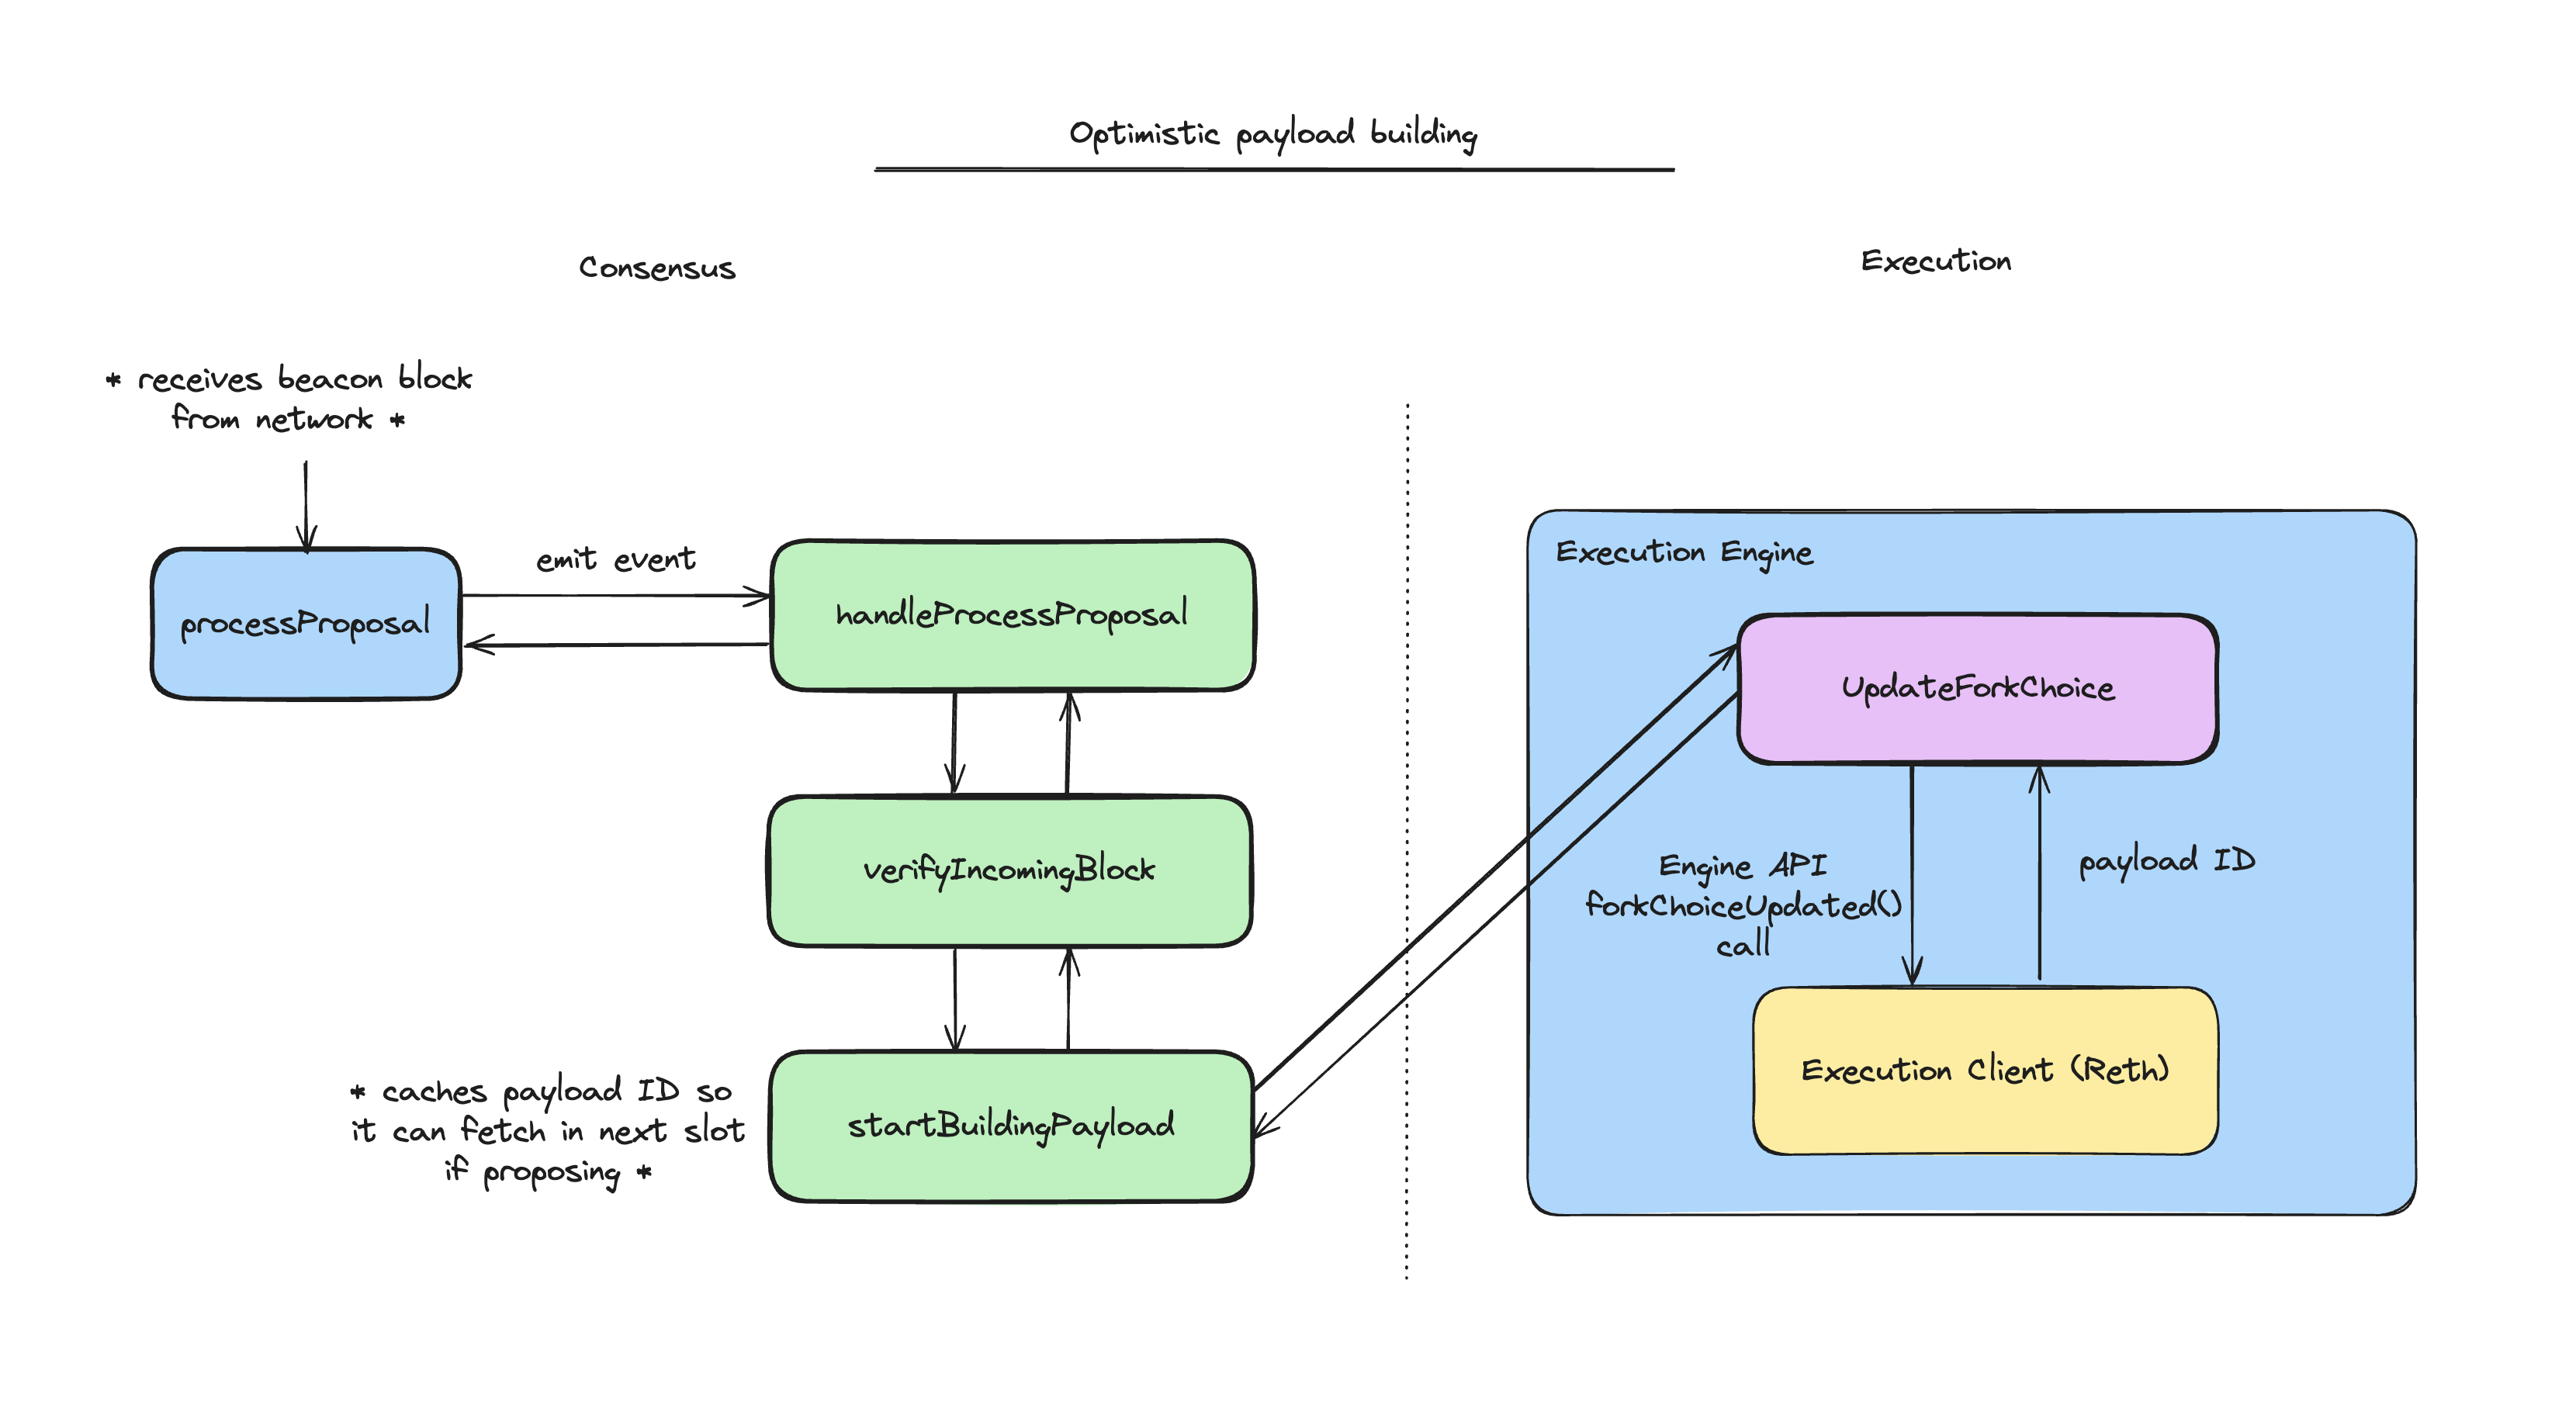 Optimistic payload building
Consensus
Execution
* receives beacon block
from network *
processProposal
emit event
handleProcessProposal
verifyIncomingBlock
startBuildingPayload
* caches payload ID so
it can fetch in next slot
if proposing *
Execution Engine
UpdateForkChoice
Engine API
forkChoiceUpdated()
call
payload ID
Execution Client (Reth)